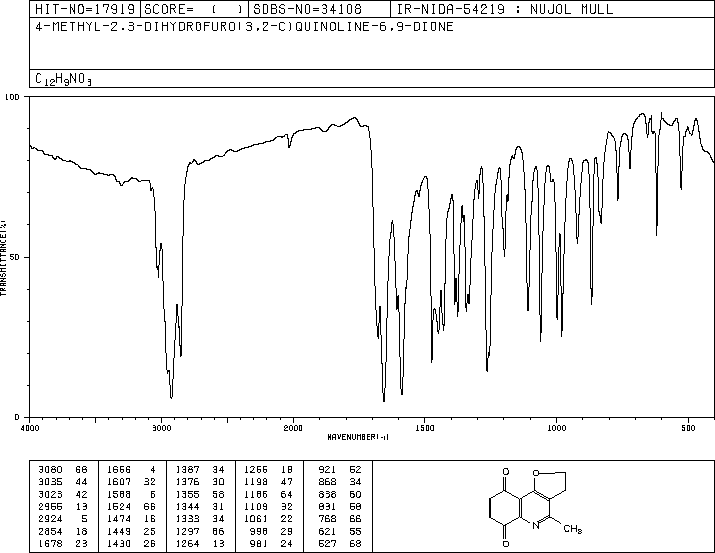 HIT-NO=17919 SCORE= ( ) SDBS-NO=34108 IR-NIDA-54219 : NUJOL MULL
4-METHYL-2,3-DIHYDROFURO(3,2-C)QUINOLINE-6,9-DIONE
C12H9NO3
100
50
0
TRANSMITTANCE(%)
4000 3000 2000 1500 1000 500
WAVENUMBER(-1)
3080 68 1656 4 1387 34 1255 18 921 52
3035 44 1607 32 1376 30 1198 47 868 34
3023 42 1588 6 1355 58 1186 64 838 60
2955 13 1524 66 1344 31 1109 32 831 58
2924 5 1474 16 1333 34 1061 22 768 66
2854 18 1449 25 1297 66 998 29 621 55
1678 23 1430 26 1264 13 981 24 527 68
O
O
O
N
CH3